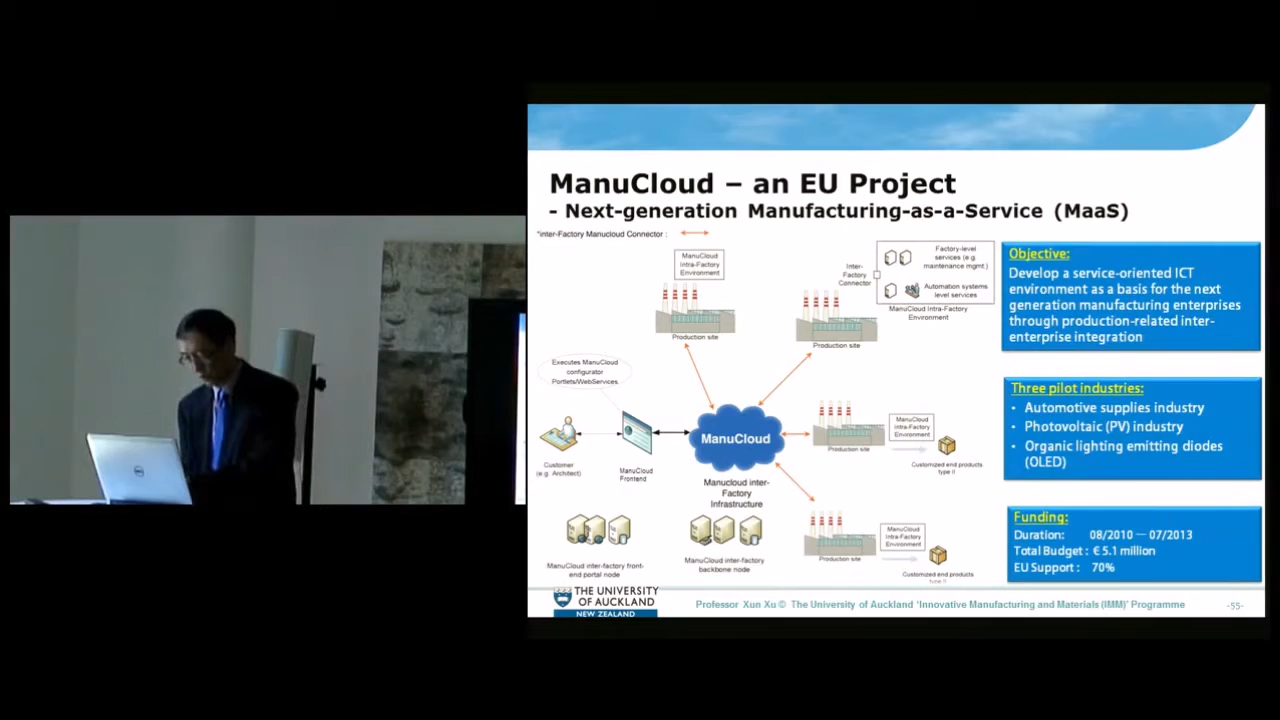 ManuCloud – an EU Project
- Next-generation Manufacturing-as-a-Service (MaaS)
*inter-Factory Manucloud Connector :
ManuCloud
Intra-Factory
Environment
Production site
Inter-
Factory
Connector
Factory-level
services (e.g.
maintenance mgmt.)
Automation systems
level services
ManuCloud Intra-Factory
Environment
Production site
Executes ManuCloud
configurator
Portlets/WebServices
Customer
(e.g. Architect)
ManuCloud
Frontend
ManuCloud
Manucloud inter-
Factory
Infrastructure
ManuCloud
intra-Factory
Environment
Production site
Customized end products
type II
ManuCloud
Intra-Factory
Environment
Production site
Customized end products
type II
ManuCloud inter-factory front-
end portal node
ManuCloud inter-factory
backbone node
Objective:
Develop a service-oriented ICT
environment as a basis for the next
generation manufacturing enterprises
through production-related inter-
enterprise integration
Three pilot industries:
• Automotive supplies industry
• Photovoltaic (PV) industry
• Organic lighting emitting diodes
(OLED)
Funding:
Duration: 08/2010 — 07/2013
Total Budget : € 5.1 million
EU Support : 70%
THE UNIVERSITY
OF AUCKLAND
NEW ZEALAND
Professor Xun Xu © The University of Auckland 'Innovative Manufacturing and Materials (IMM)' Programme
-55-
DELL